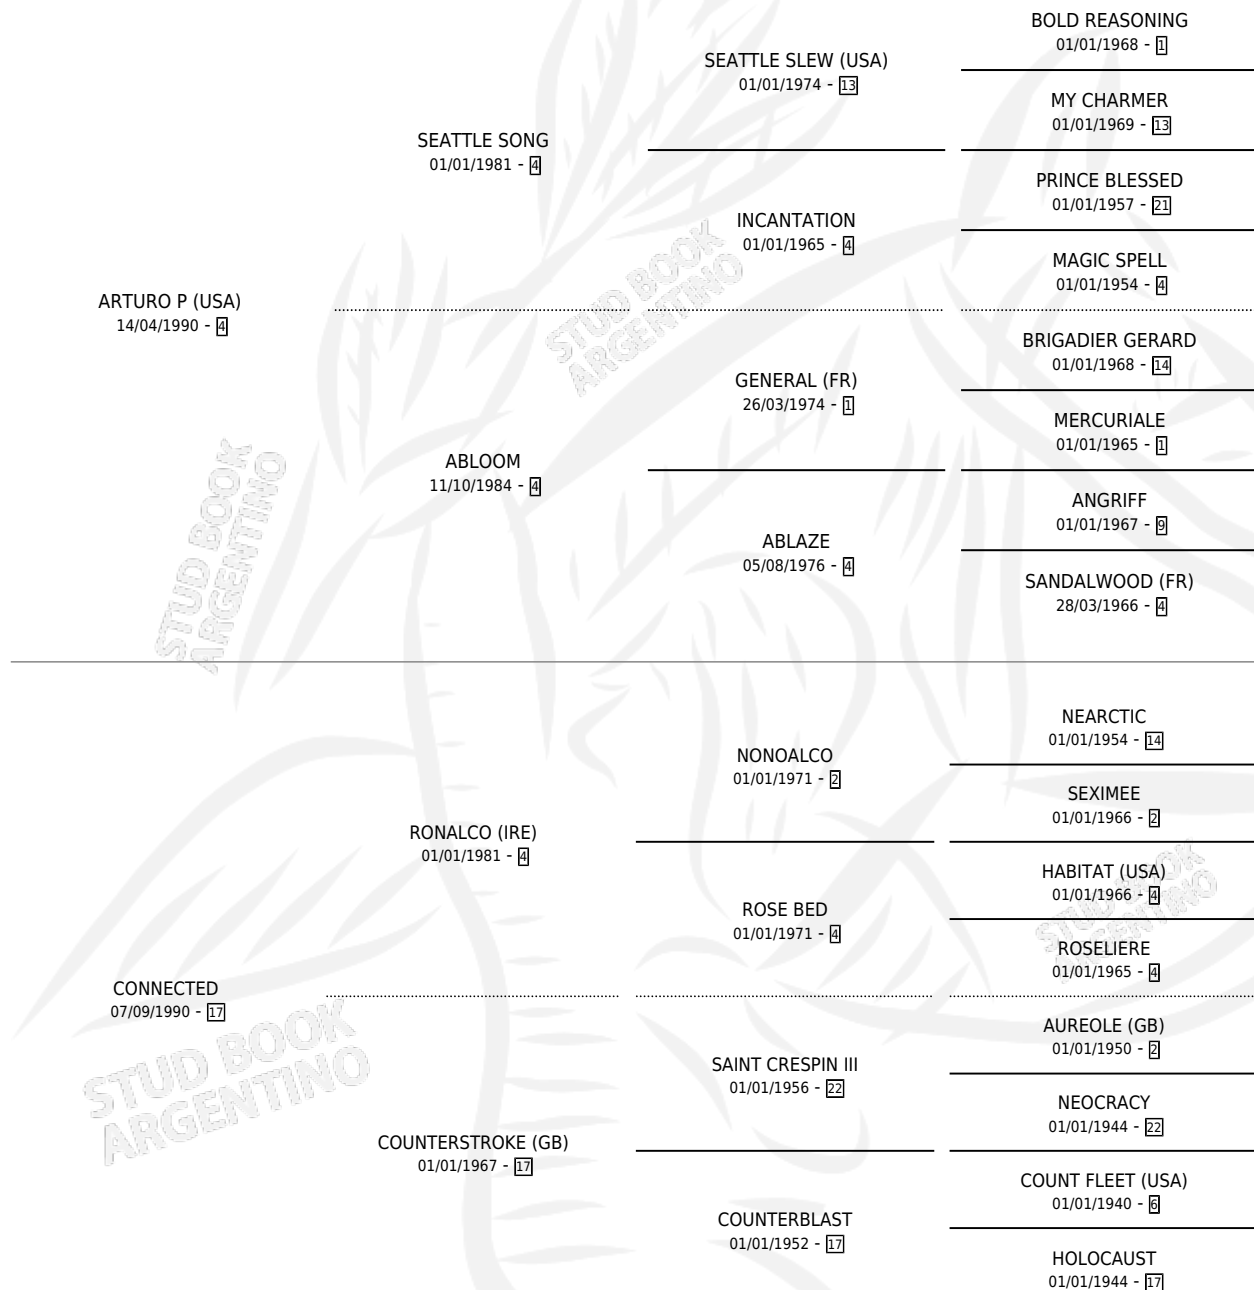 BOLD REASONING
01/01/1968 - 1
SEATTLE SLEW (USA)
01/01/1974 - 13
MY CHARMER
01/01/1969 - 13
SEATTLE SONG
01/01/1981 - 4
PRINCE BLESSED
01/01/1957 - 21
INCANTATION
01/01/1965 - 4
MAGIC SPELL
01/01/1954 - 4
ARTURO P (USA)
14/04/1990 - 4
BRIGADIER GERARD
01/01/1968 - 14
GENERAL (FR)
26/03/1974 - 1
MERCURIALE
01/01/1965 - 1
ABLOOM
11/10/1984 - 4
ANGRIFF
01/01/1967 - 9
ABLAZE
05/08/1976 - 4
SANDALWOOD (FR)
28/03/1966 - 4
NEARCTIC
01/01/1954 - 14
NONOALCO
01/01/1971 - 2
SEXIMEE
01/01/1966 - 2
RONALCO (IRE)
01/01/1981 - 4
HABITAT (USA)
01/01/1966 - 4
ROSE BED
01/01/1971 - 4
ROSELIERE
01/01/1965 - 4
CONNECTED
07/09/1990 - 17
AUREOLE (GB)
01/01/1950 - 2
SAINT CRESPIN III
01/01/1956 - 22
NEOCRACY
01/01/1944 - 22
COUNTERSTROKE (GB)
01/01/1967 - 17
COUNT FLEET (USA)
01/01/1940 - 6
COUNTERBLAST
01/01/1952 - 17
HOLOCAUST
01/01/1944 - 17
STUD BOOK
ARGENTINO
STUD BOOK
ARGENTINO
STUD BOOK
ARGENTINO
STUD BOOK
ARGENTINO